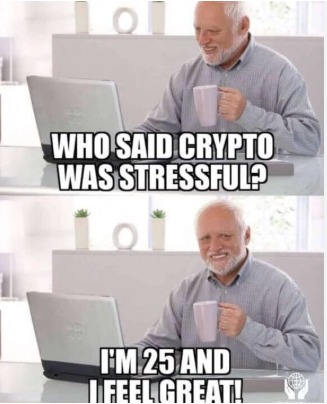 WHO SAID CRYPTO
WAS STRESSFUL?
I'M 25 AND
I FEEL GREAT!